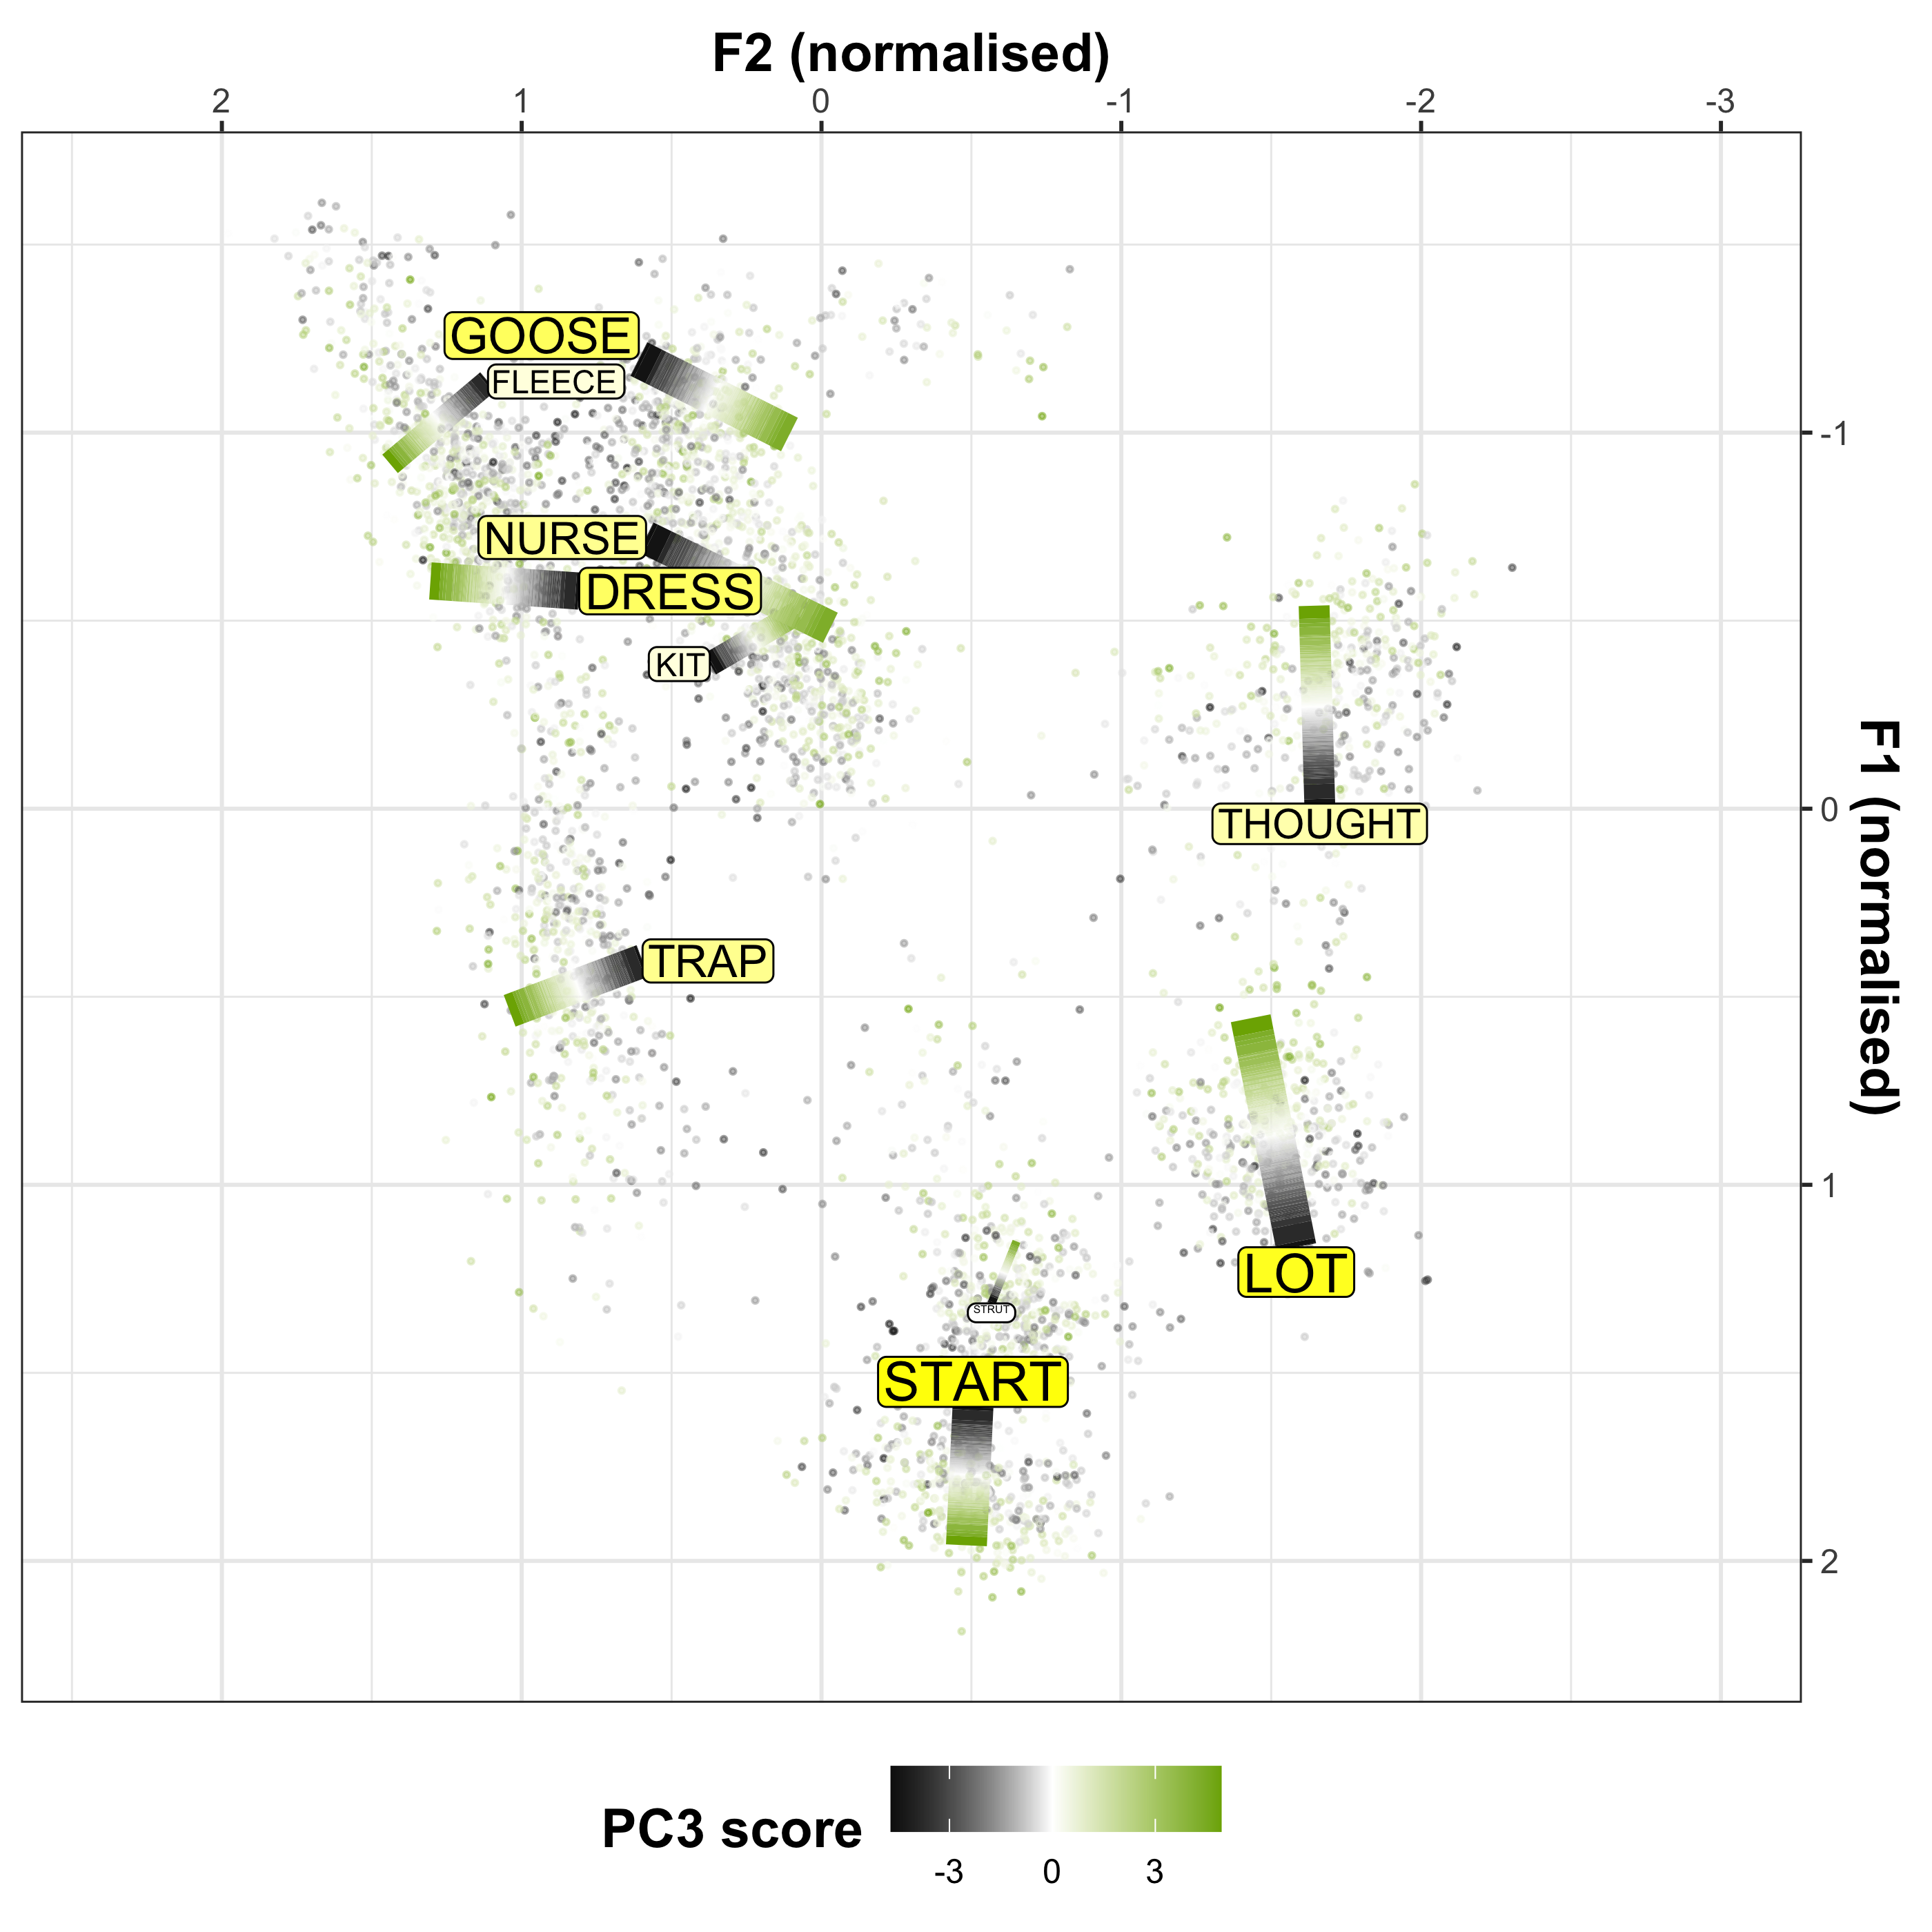 F2 (normalised)
2 1 0 -1 -2 -3
GOOSE
FLEECE
-1
NURSE
DRESS
KIT
F1 (normalised)
0
THOUGHT
TRAP
1
LOT
STRUT
START
2
PC3 score
-3 0 3